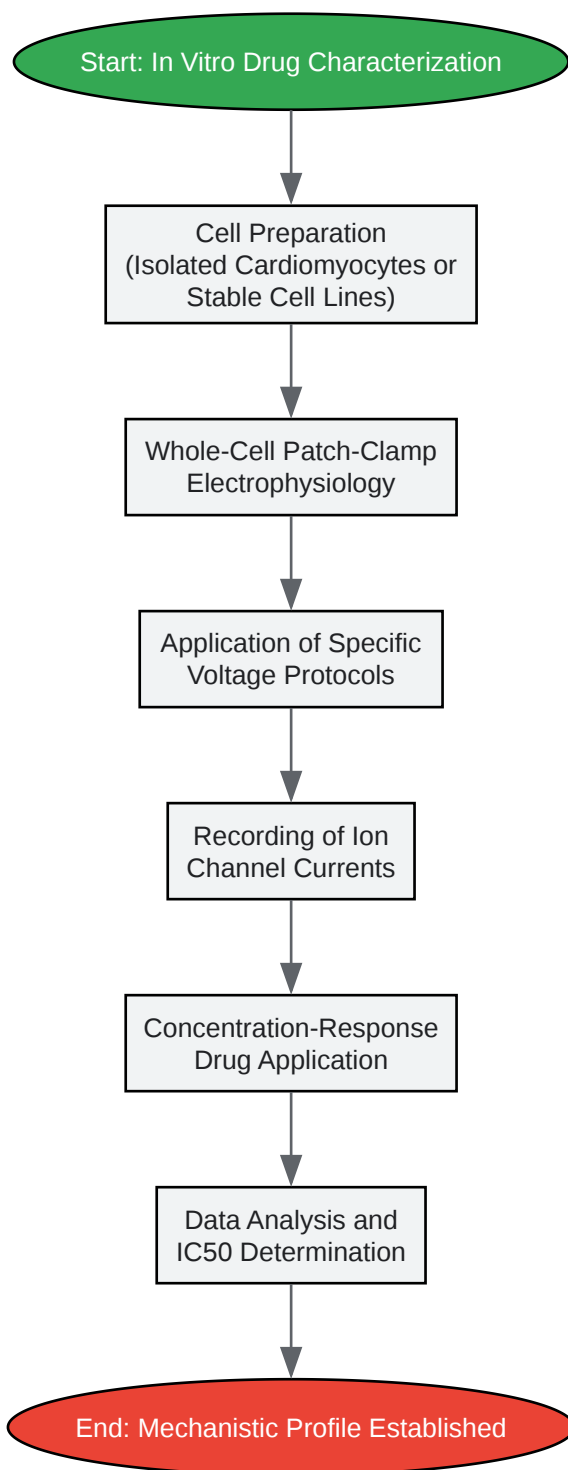 Start: In Vitro Drug Characterization
Cell Preparation
(Isolated Cardiomyocytes or
Stable Cell Lines)
Whole-Cell Patch-Clamp
Electrophysiology
Application of Specific
Voltage Protocols
Recording of Ion
Channel Currents
Concentration-Response
Drug Application
Data Analysis and
IC50 Determination
End: Mechanistic Profile Established